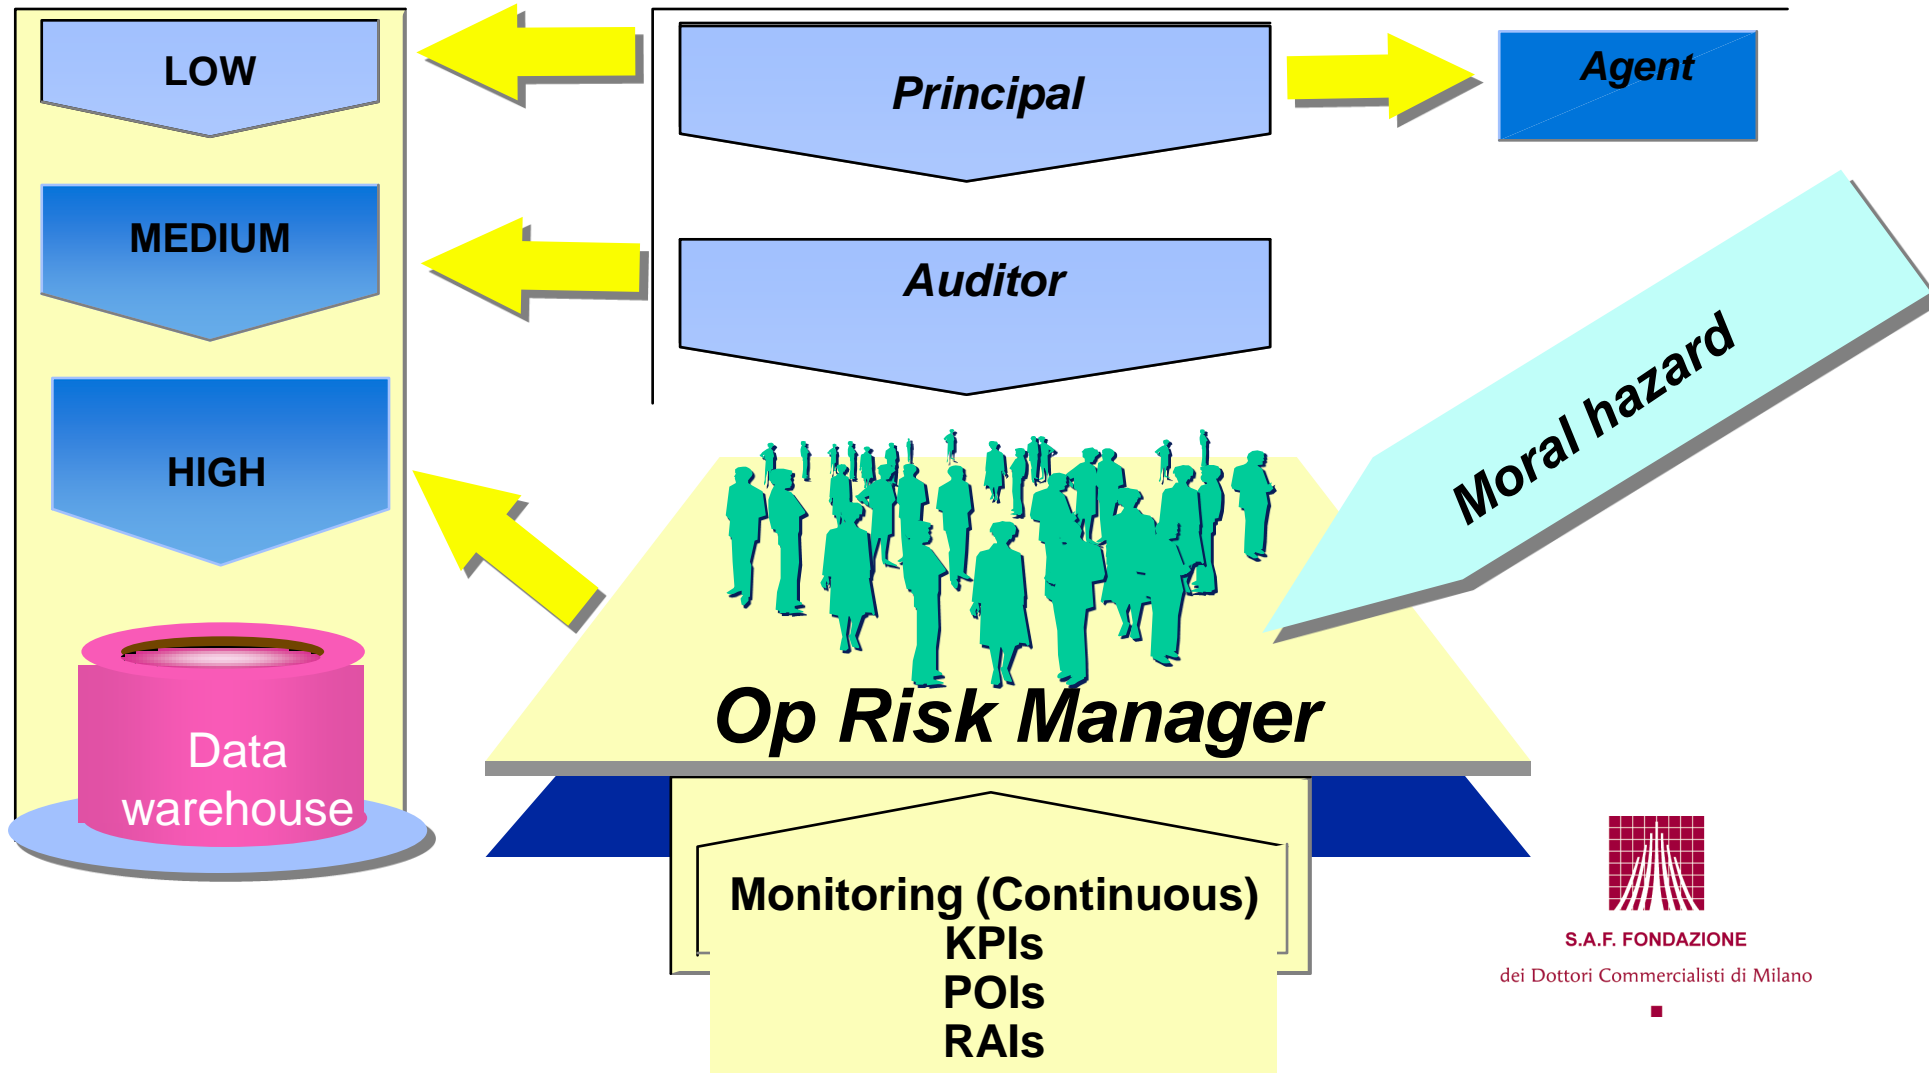 LOW
MEDIUM
HIGH
Data
warehouse
Principal
Agent
Auditor
Moral hazard
Op Risk Manager
Monitoring (Continuous)
KPIs
POIs
RAIs
S.A.F. FONDAZIONE
dei Dottori Commercialisti di Milano